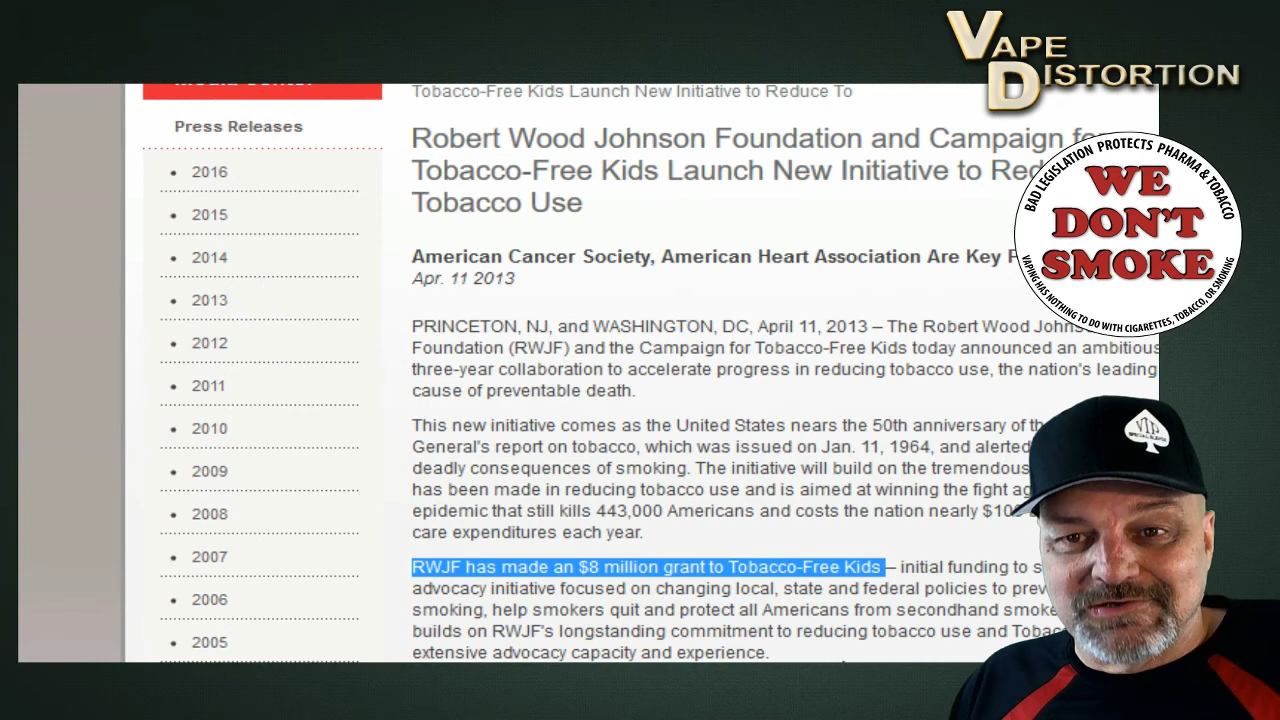 VAPE
DISTORTION
Tobacco-Free Kids Launch New Initiative to Reduce To
Press Releases
2016
2015
2014
2013
2012
2011
2010
2009
2008
2007
2006
2005
Robert Wood Johnson Foundation and Campaign
Tobacco-Free Kids Launch New Initiative to
Tobacco Use
American Cancer Society, American Heart Association Are Key
Apr. 11 2013
PRINCETON, NJ, and WASHINGTON, DC, April 11, 2013 – The Robert Wood
Foundation (RWJF) and the Campaign for Tobacco-Free Kids today announced an ambitious
three-year collaboration to accelerate progress in reducing tobacco use, the nation's leading
cause of preventable death.
This new initiative comes as the United States nears the 50th anniversary of
General's report on tobacco, which was issued on Jan. 11, 1964, and alerted
deadly consequences of smoking. The initiative will build on the tremendous
has been made in reducing tobacco use and is aimed at winning the fight
epidemic that still kills 443,000 Americans and costs the nation nearly
care expenditures each year.
RWJF has made an $8 million grant to Tobacco-Free Kids – initial funding to
advocacy initiative focused on changing local, state and federal policies to
smoking, help smokers quit and protect all Americans from secondhand smoke
builds on RWJF's longstanding commitment to reducing tobacco use and
extensive advocacy capacity and experience.
BAD LEGISLATION PROTECTS PHARMA & TOBACCO
WE
DON'T
SMOKE
VAPING HAS NOTHING TO DO WITH CIGARETTES, TOBACCO, OR SMOKING
VIP